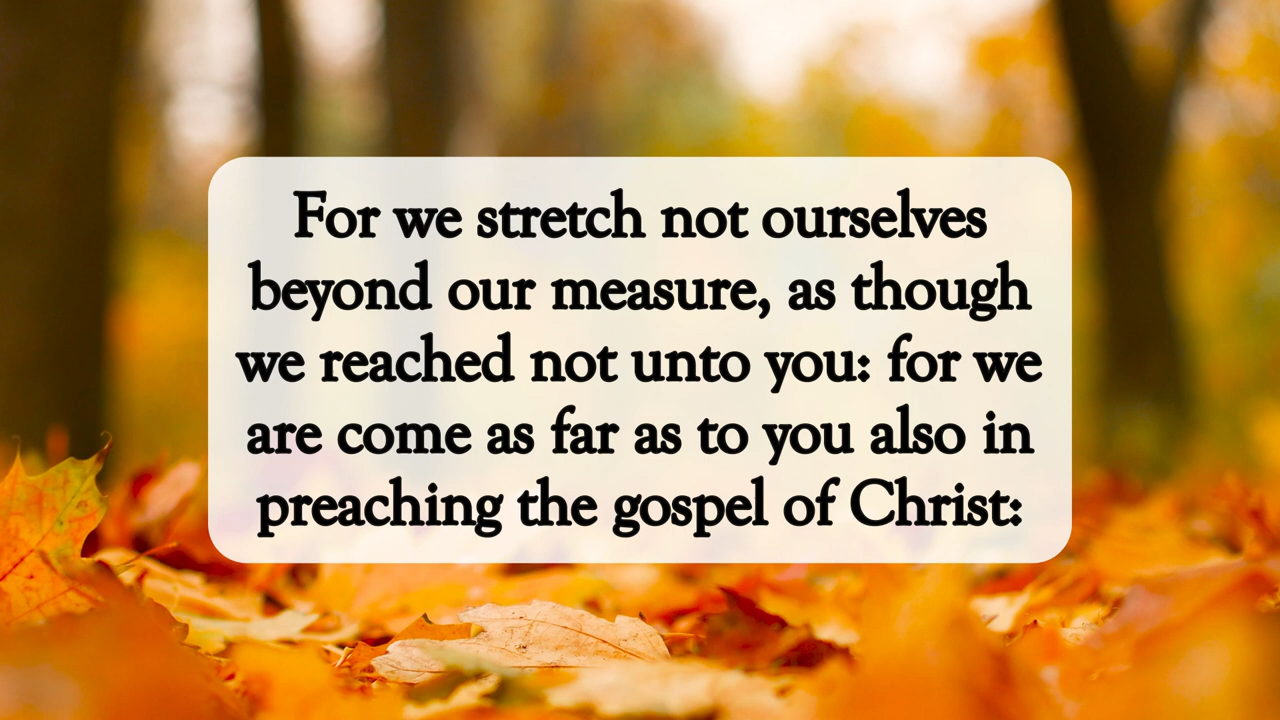 For we stretch not ourselves
beyond our measure, as though
we reached not unto you: for we
are come as far as to you also in
preaching the gospel of Christ: